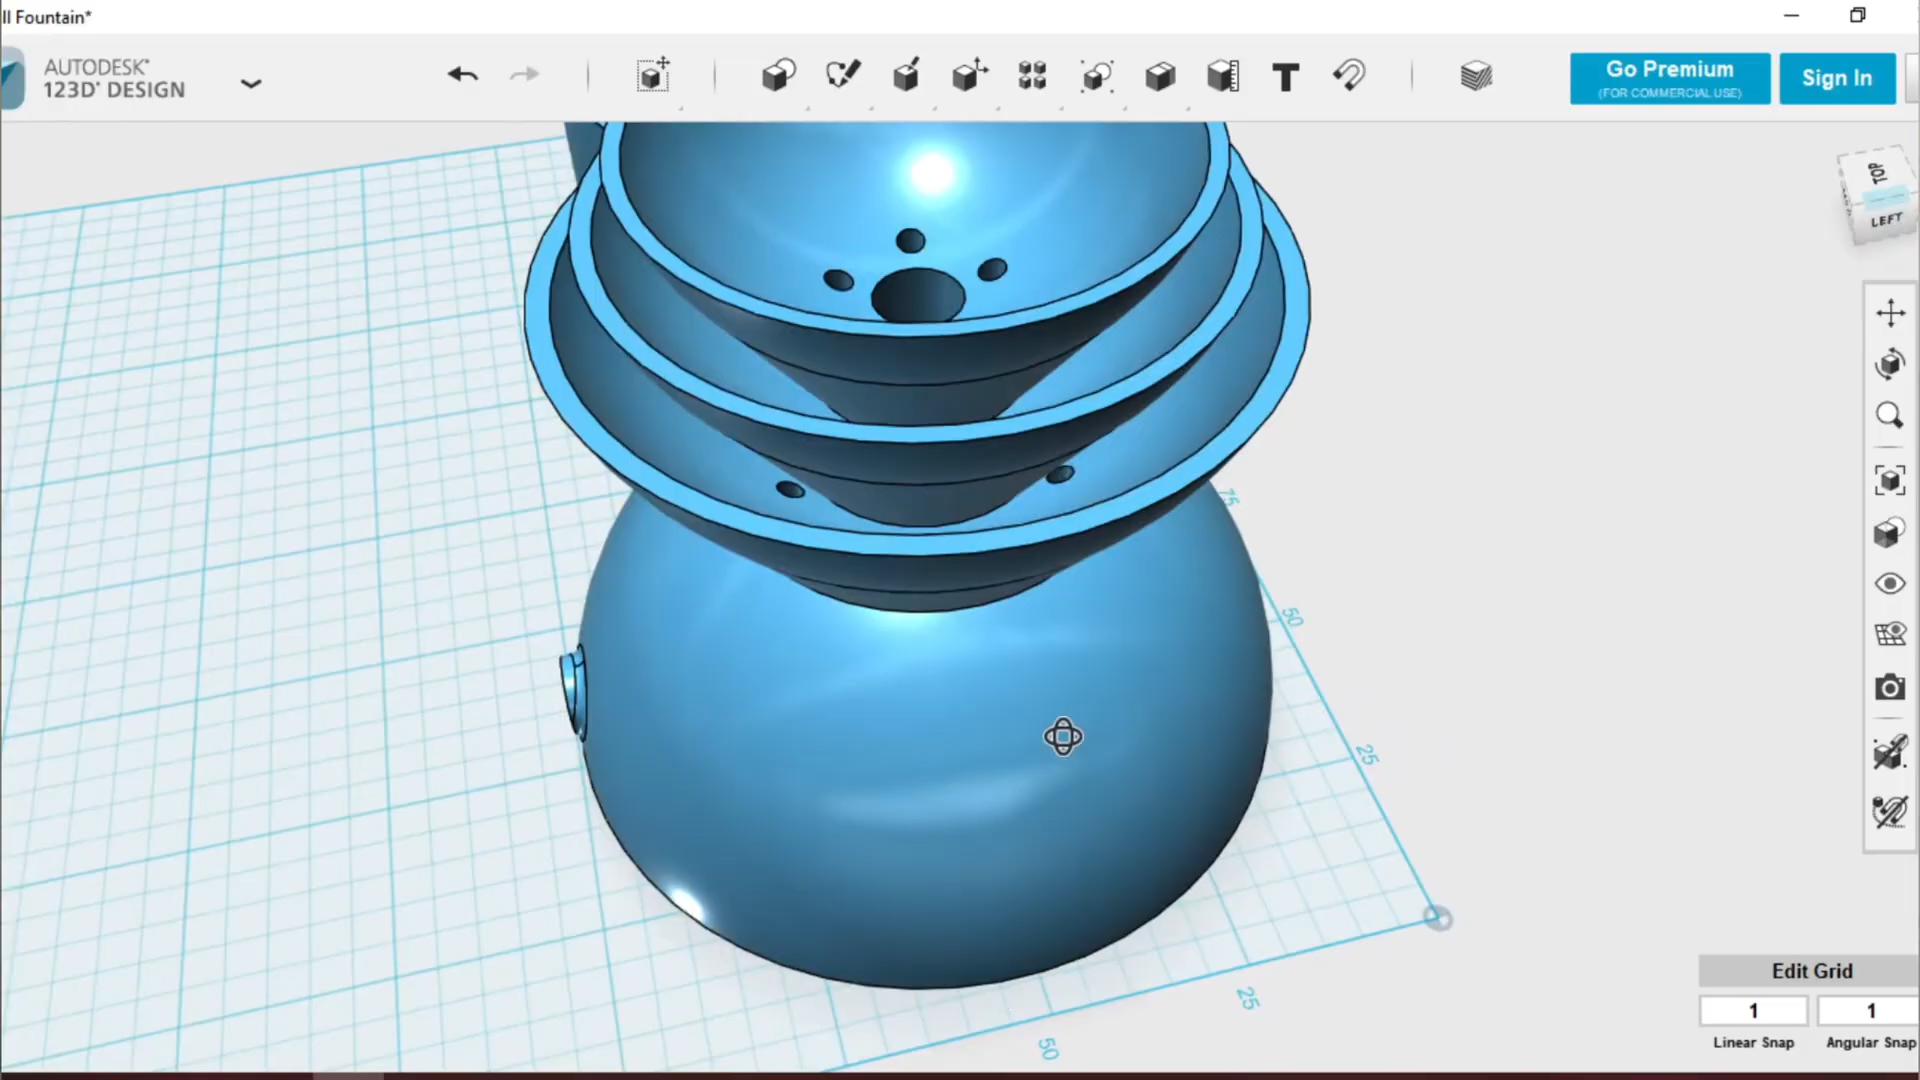 ll Fountain*
AUTODESK®
123D® DESIGN
Go Premium
(FOR COMMERCIAL USE)
Sign In
TOP
LEFT
75
50
25
25
50
Edit Grid
1
1
Linear Snap
Angular Snap